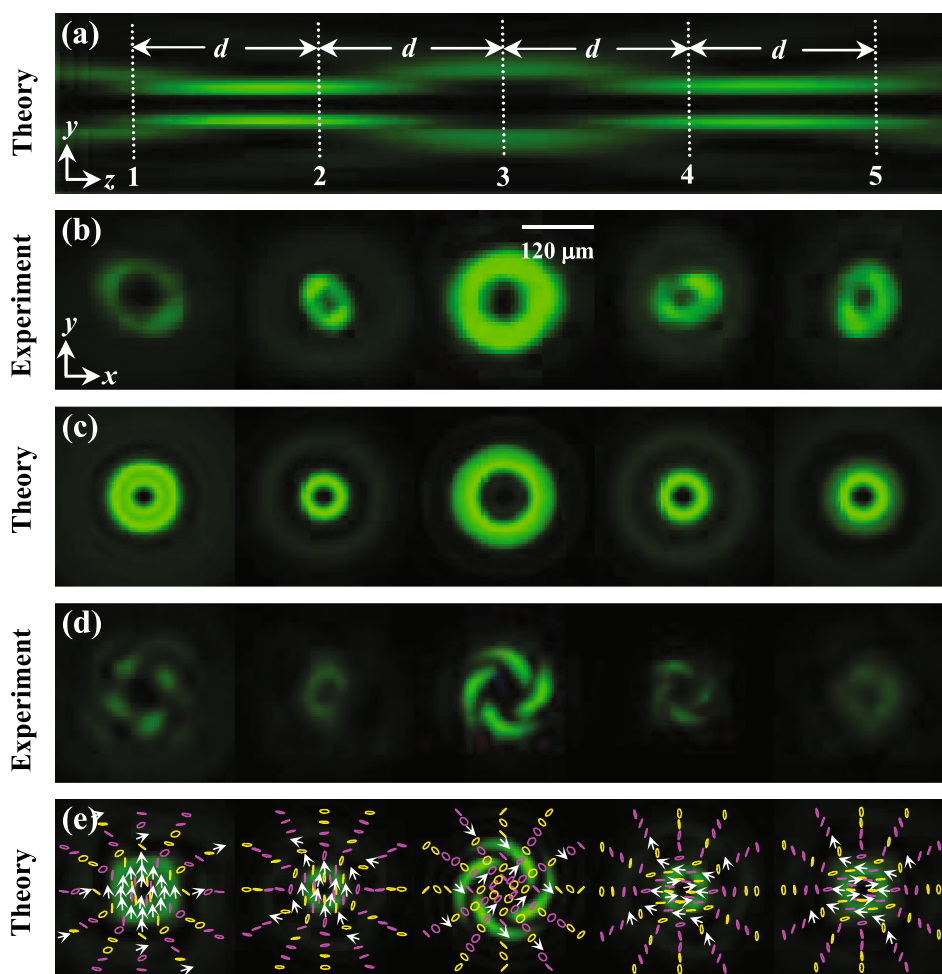 (a)
d d d d
Theory
y
z
1 2 3 4 5
(b)
120 μm
Experiment
y
x
(c)
Theory
(d)
Experiment
(e)
Theory